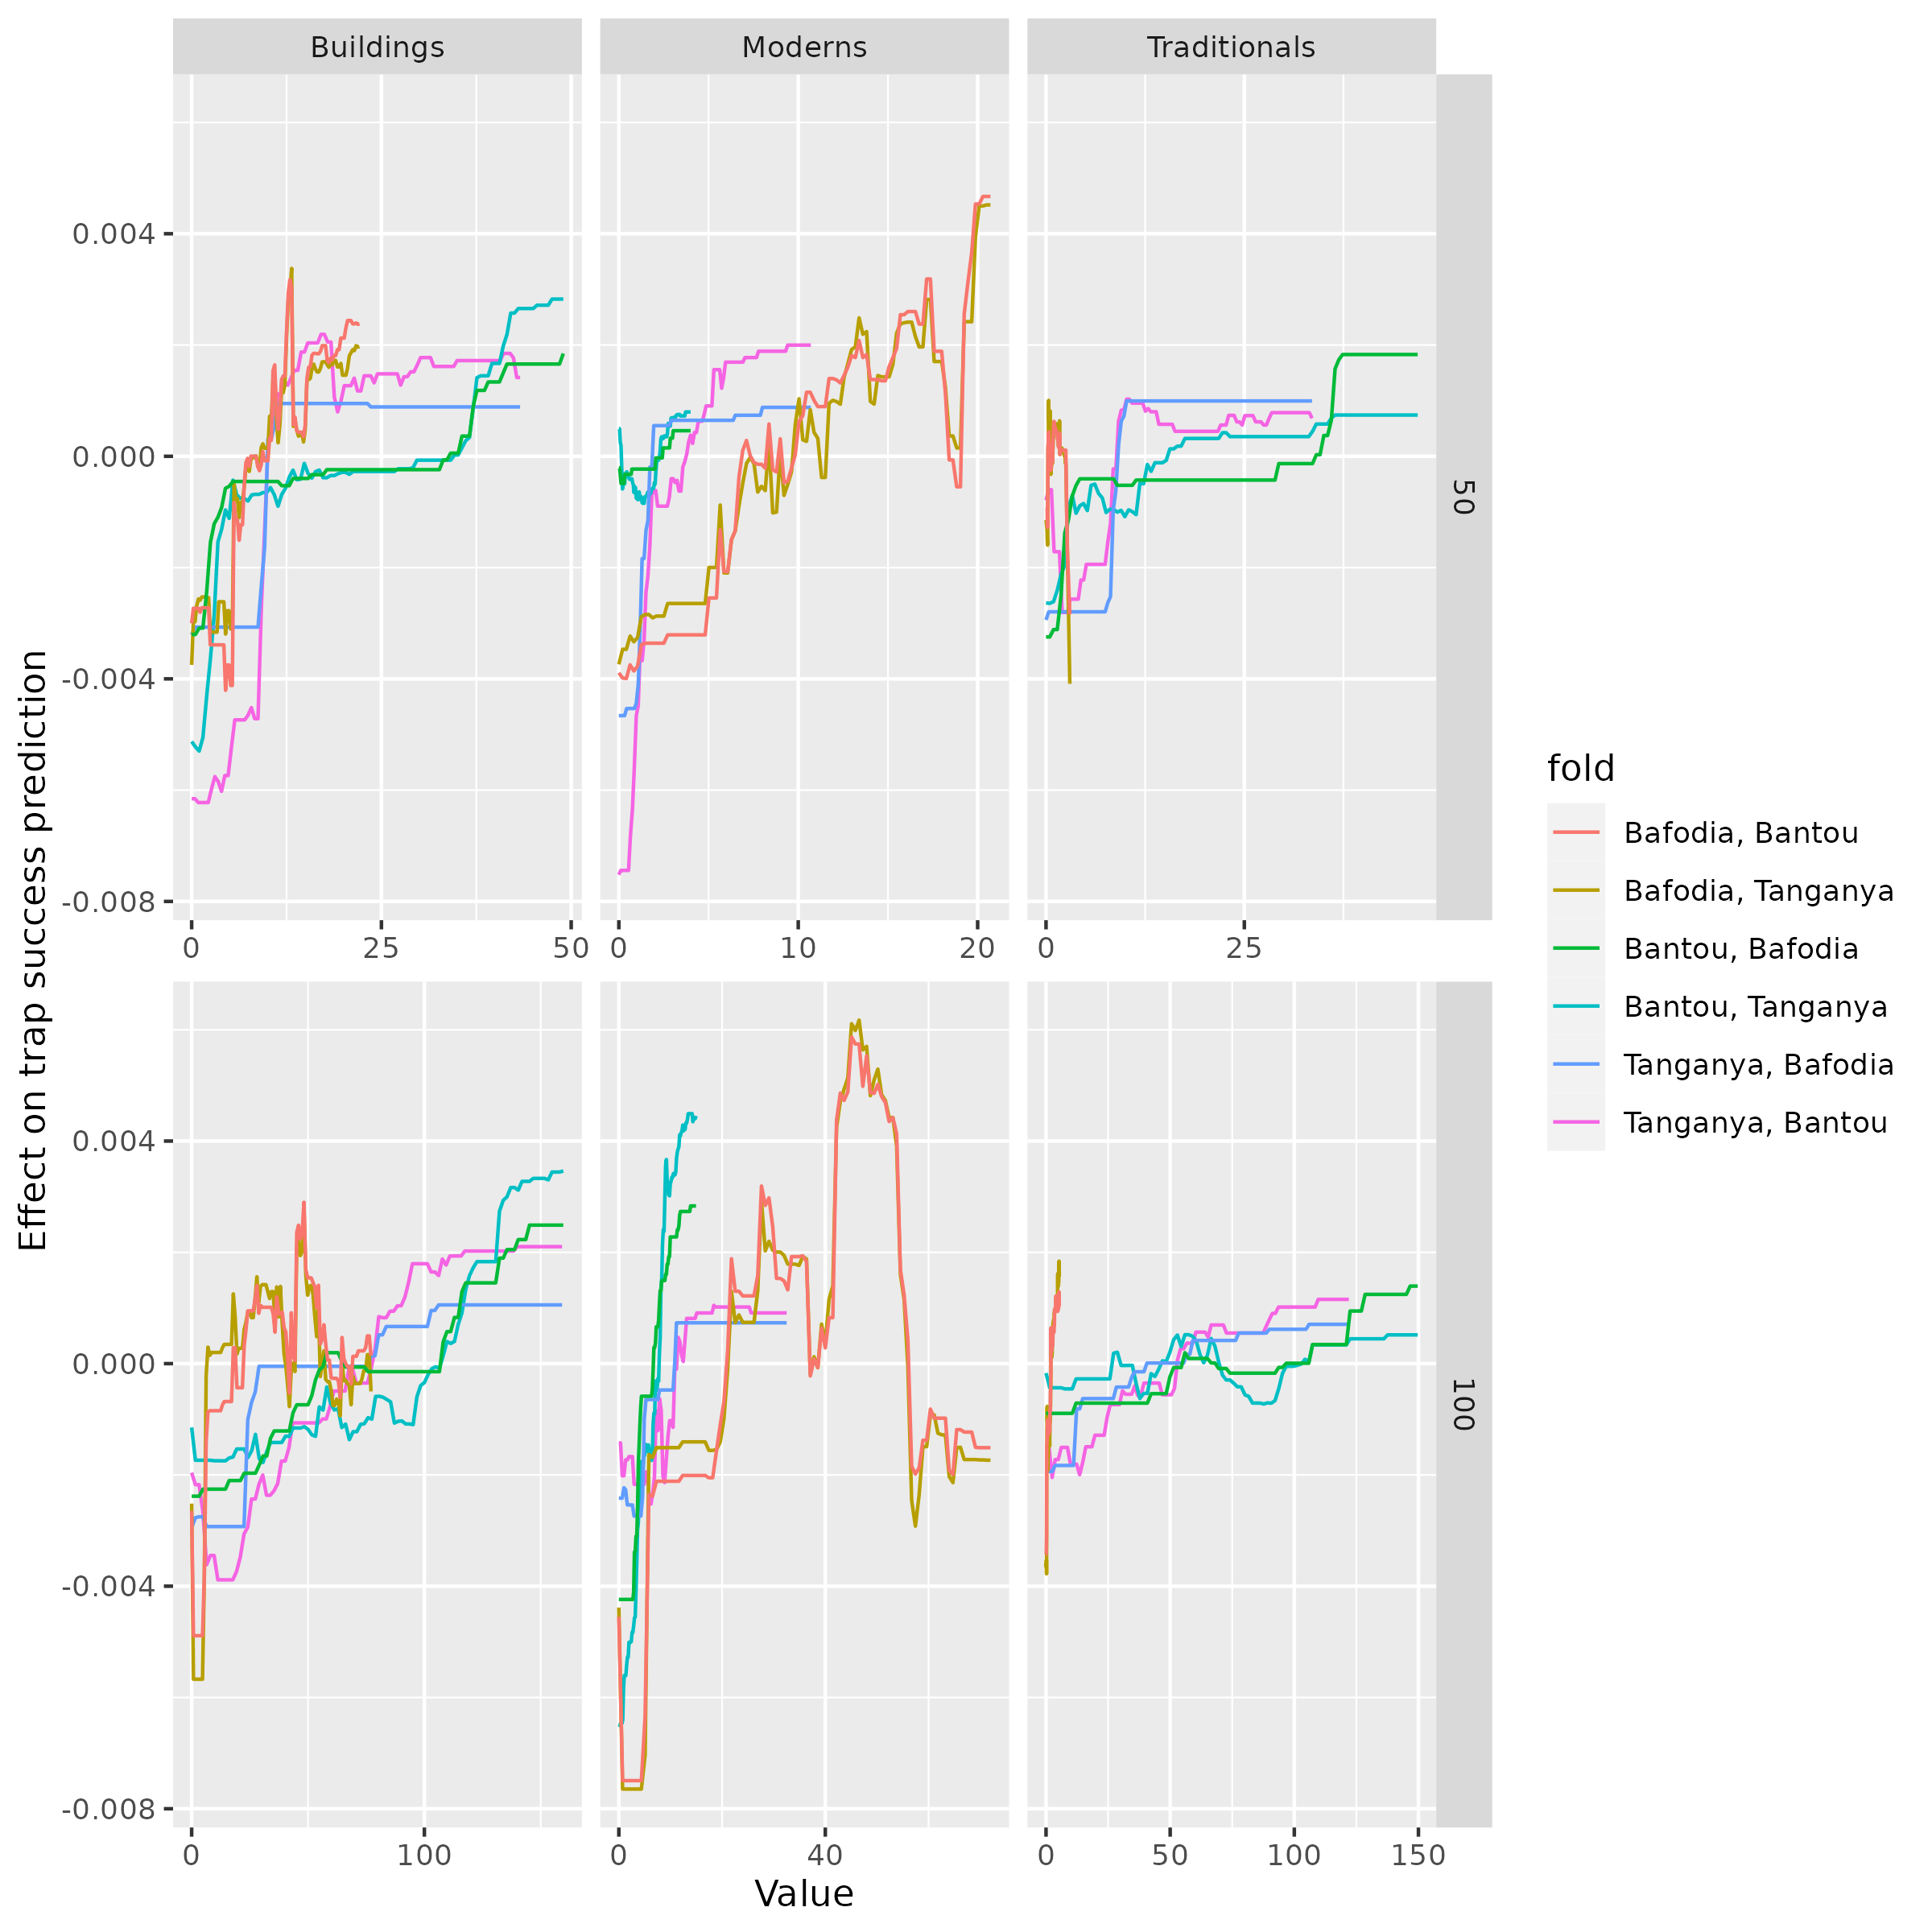 Buildings Moderns Traditionals
0.004
0.000
-0.004
-0.008
50
0 25 50 0 10 20 0 25
0.004
0.000
-0.004
-0.008
100
0 100 0 40 0 50 100 150
Value
Effect on trap success prediction
fold
Bafodia, Bantou
Bafodia, Tanganya
Bantou, Bafodia
Bantou, Tanganya
Tanganya, Bafodia
Tanganya, Bantou